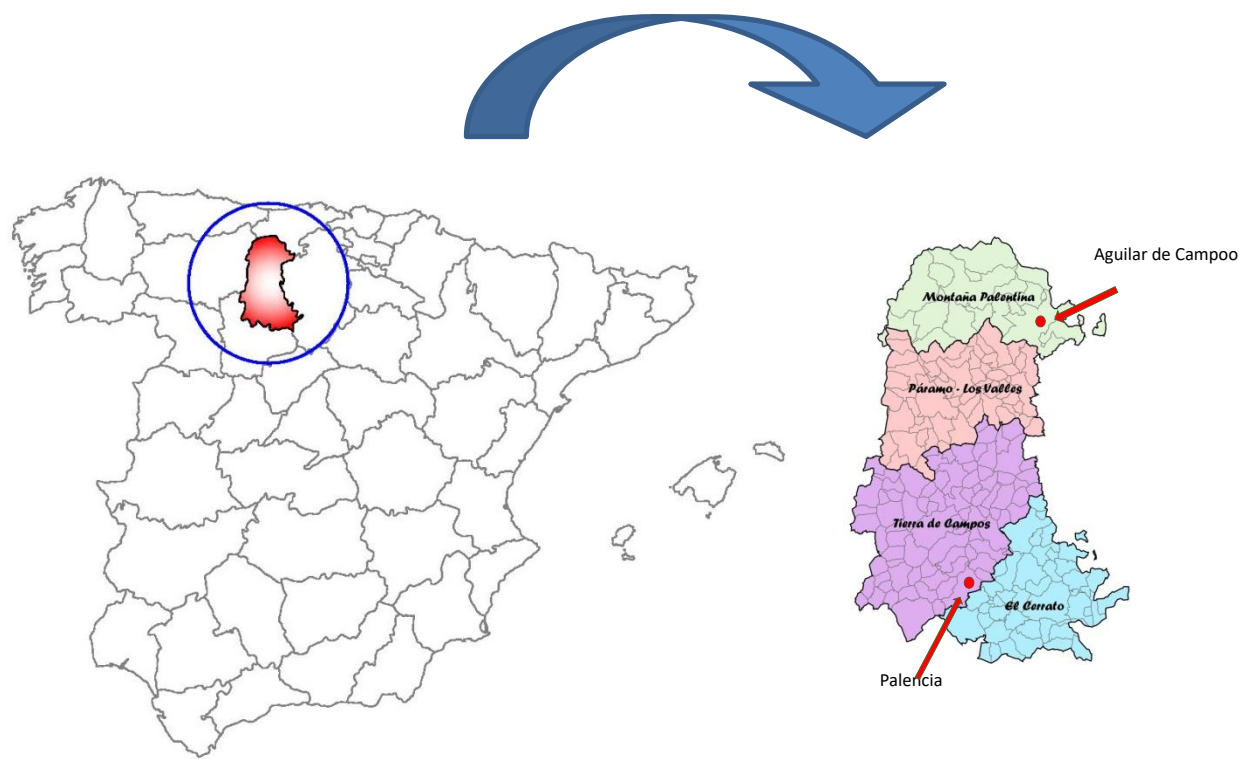 Aguilar de Campoo
Montaña Palentina
Páramo - Los Valles
Tierra de Campos
El Cerrato
Palencia